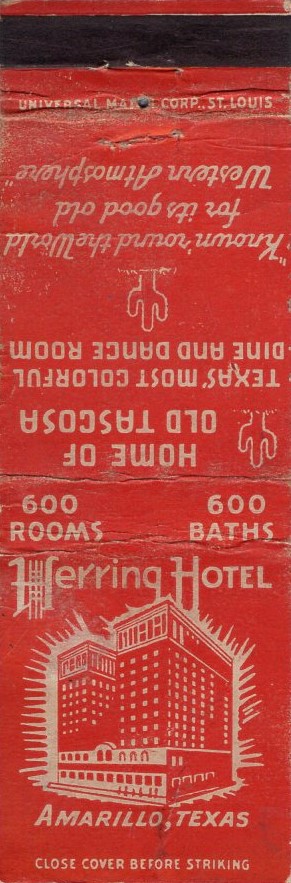 UNIVERSAL MATCH CORP., ST. LOUIS
HOME OF
OLD TASCOSA
TEXAS' MOST COLORFUL
DINE AND DANCE ROOM
"Known 'round the World
for its good old
Western Atmosphere"
600 ROOMS
600 BATHS
Herring HOTEL
AMARILLO, TEXAS
CLOSE COVER BEFORE STRIKING